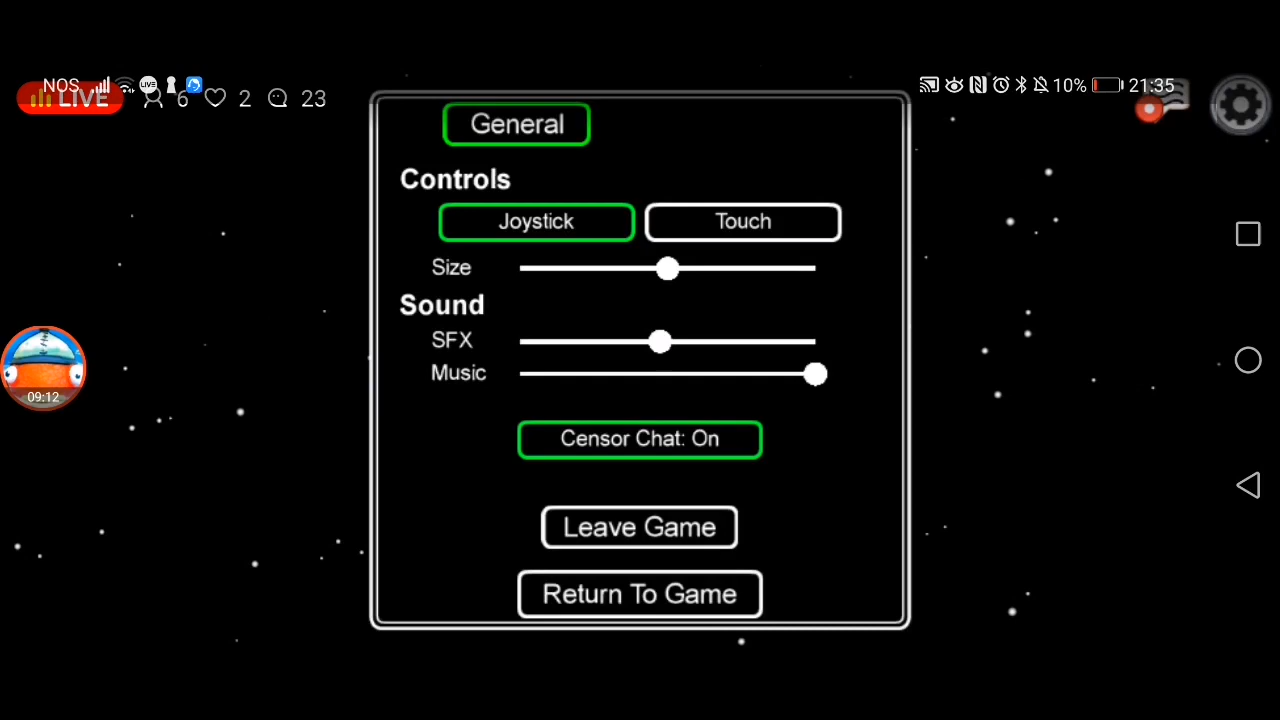 NOS LIVE 10% 21:35
LIVE 6 2 23
General
Controls
Joystick Touch
Size
Sound
SFX
Music
09:12
Censor Chat: On
Leave Game
Return To Game